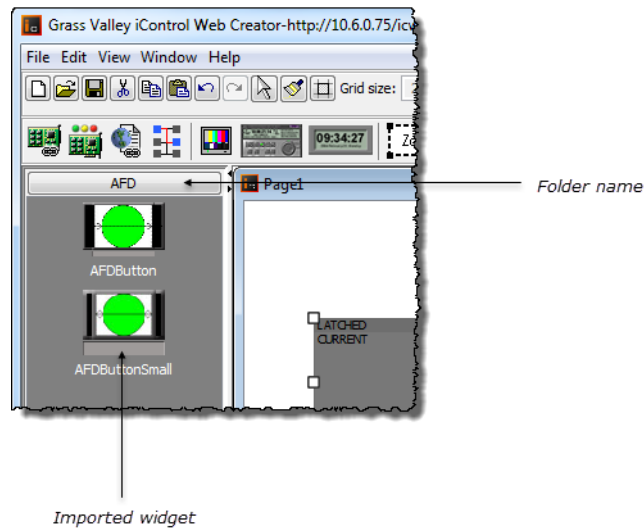 Grass Valley iControl Web Creator-http://10.6.0.75/icw
File Edit View Window Help
Grid size:
09:34:27
AFD
Page1
Folder name
AFDButton
LATCHED
CURRENT
AFDButtonSmall
Imported widget